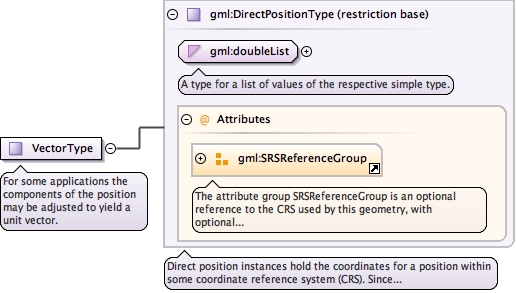 gml:DirectPositionType (restriction base)
gml:doubleList
A type for a list of values of the respective simple type.
@ Attributes
gml:SRSReferenceGroup
The attribute group SRSReferenceGroup is an optional
reference to the CRS used by this geometry, with
optional...
VectorType
For some applications the
components of the position
may be adjusted to yield a
unit vector.
Direct position instances hold the coordinates for a position within
some coordinate reference system (CRS). Since...